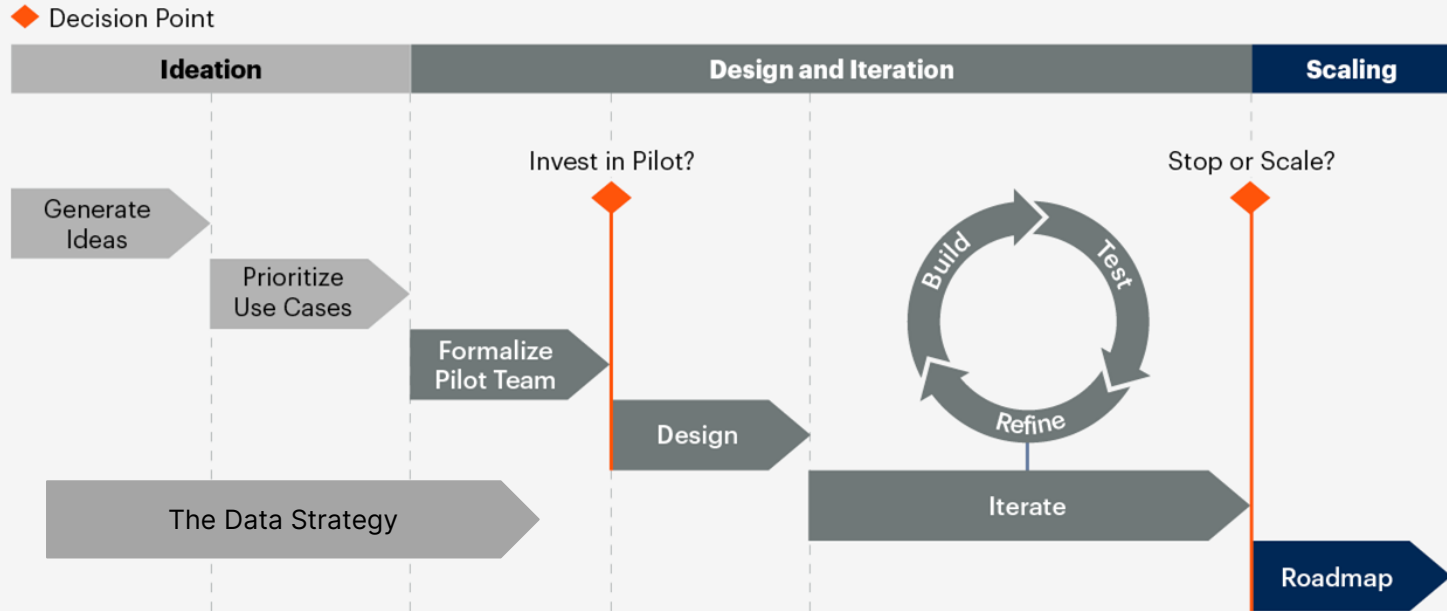 Decision Point
Ideation
Design and Iteration
Scaling
Invest in Pilot?
Stop or Scale?
Generate
Ideas
Prioritize
Use Cases
Formalize
Pilot Team
Design
Build
Test
Refine
The Data Strategy
Iterate
Roadmap